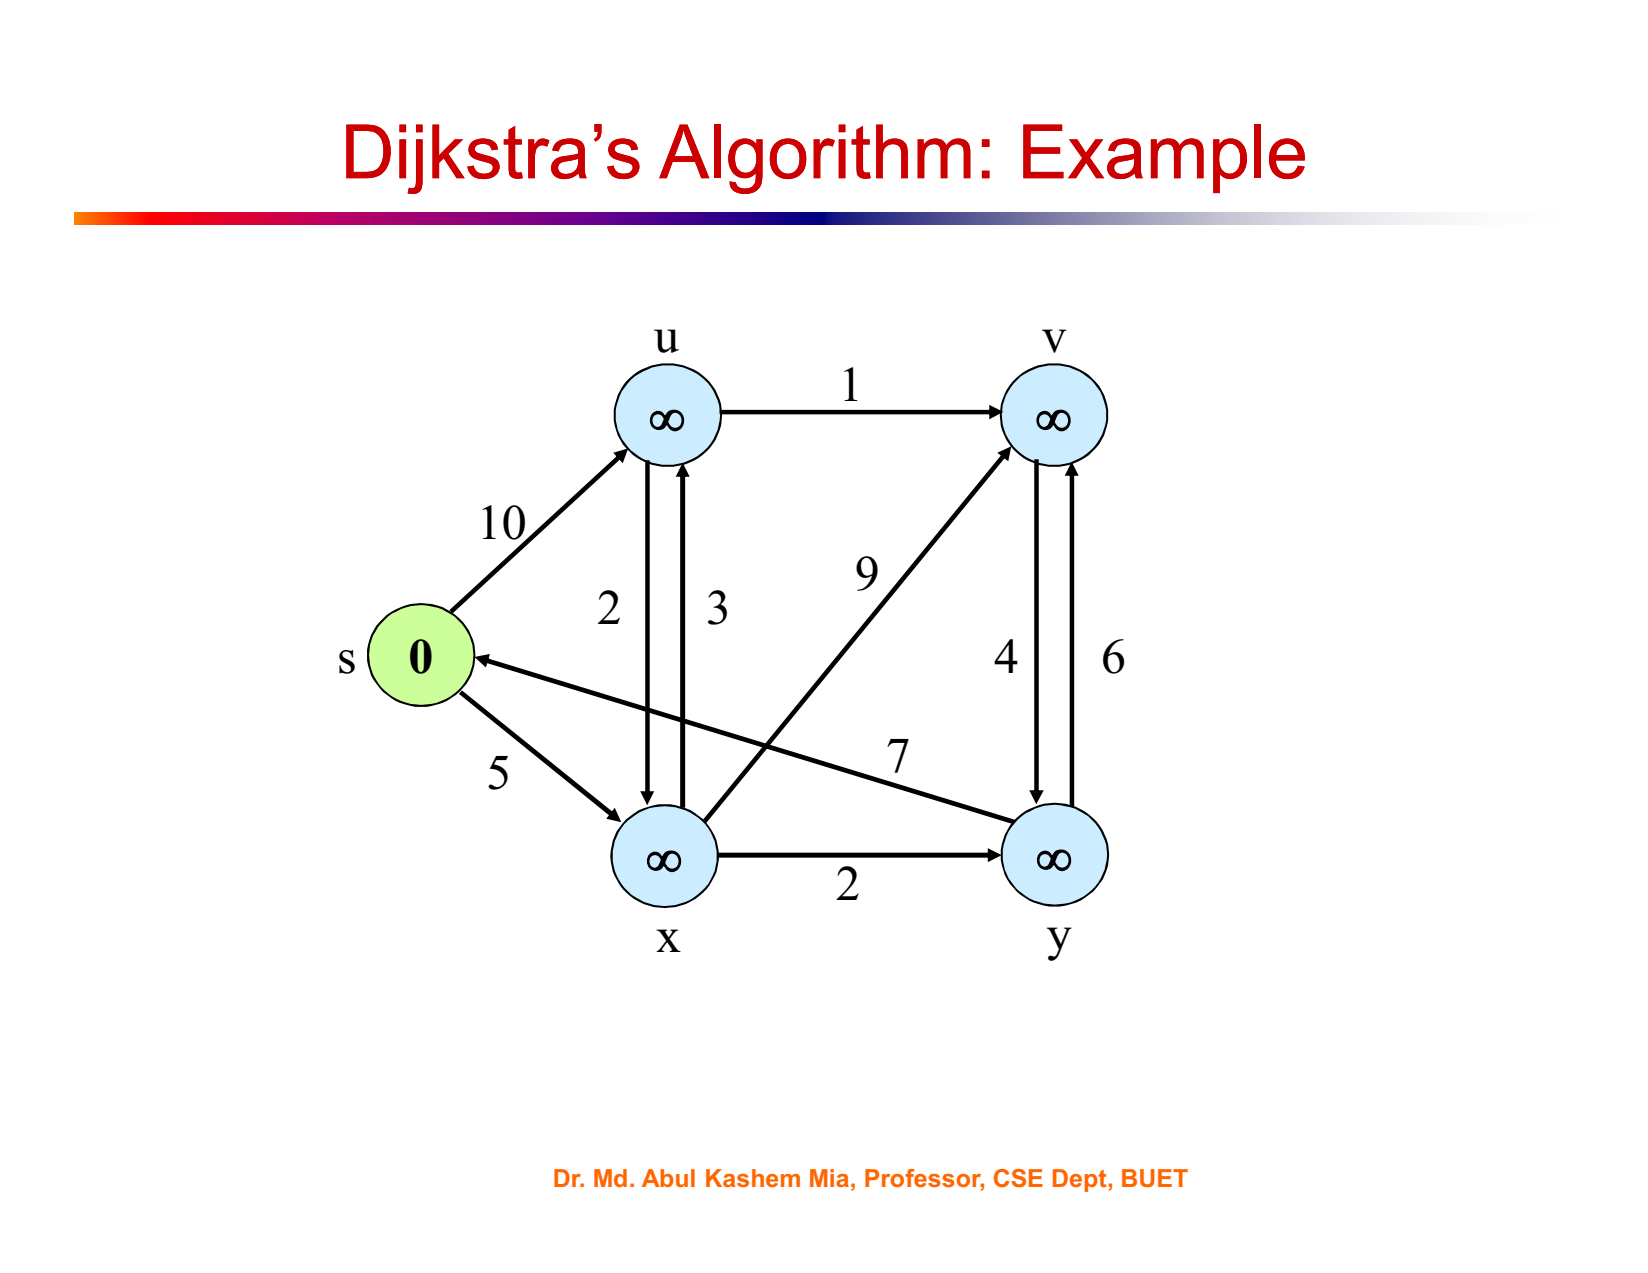 Dijkstra’s Algorithm: Example
u
v
1
∞
∞
10
9
2
3
s
0
4
6
7
5
∞
∞
2
x
y
Dr. Md. Abul Kashem Mia, Professor, CSE Dept, BUET